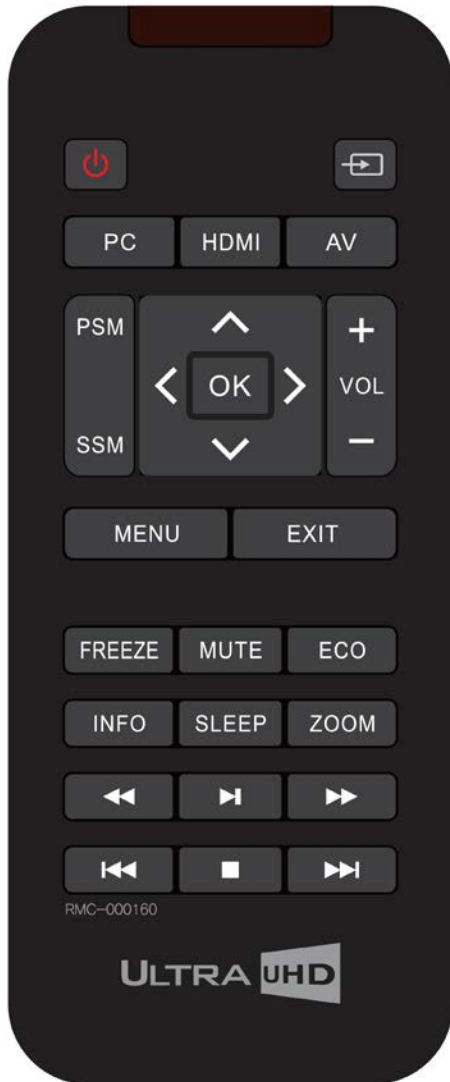 PC HDMI AV
PSM
+
OK VOL
SSM
−
MENU EXIT
FREEZE MUTE ECO
INFO SLEEP ZOOM
RMC-000160
ULTRA UHD